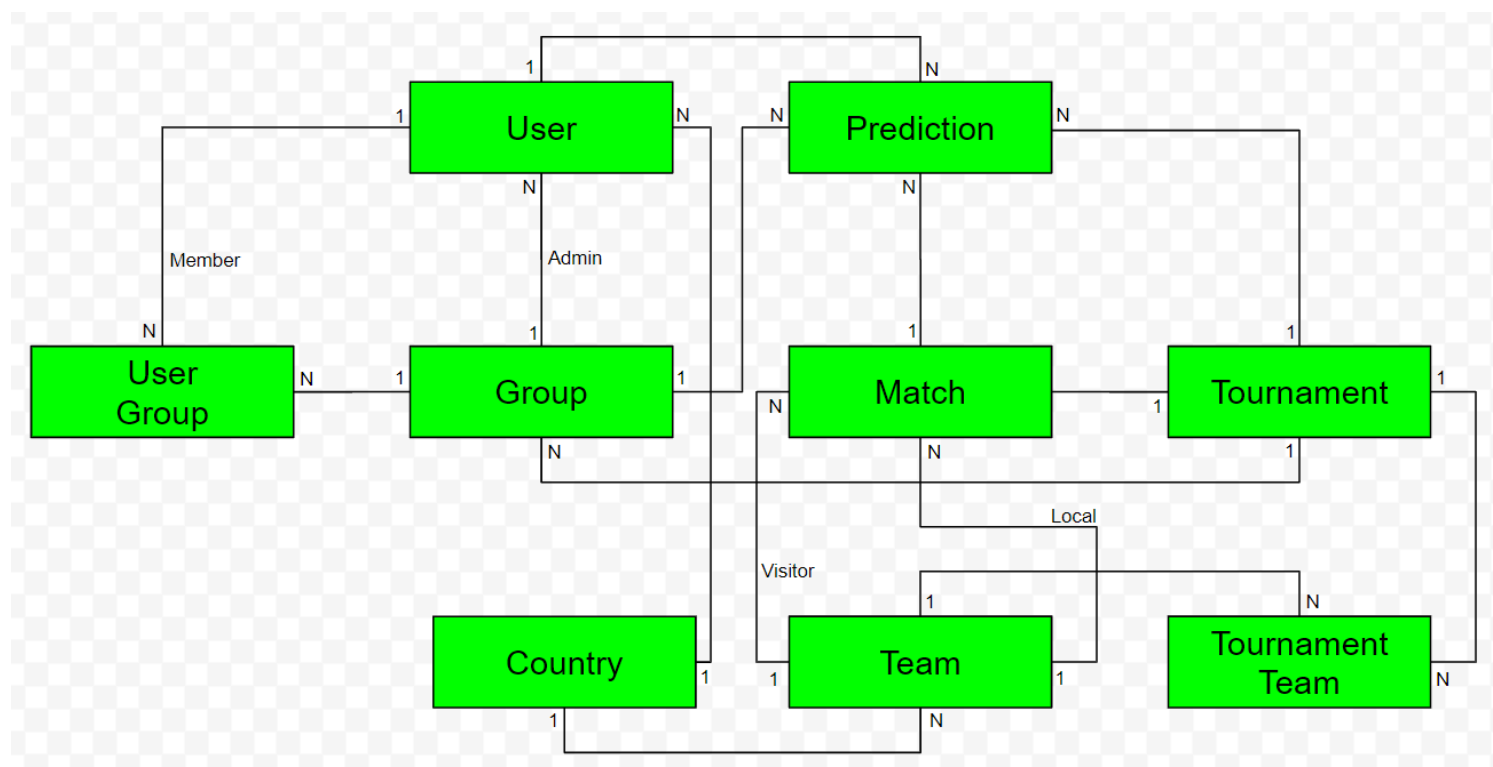 1
N
1
User
N
N
Prediction
N
N
N
Member
Admin
N
1
1
1
User
Group
N
1
Group
1
N
Match
1
Tournament
1
N
N
1
Local
Visitor
1
N
Country
1
1
Team
1
Tournament
Team
N
1
N